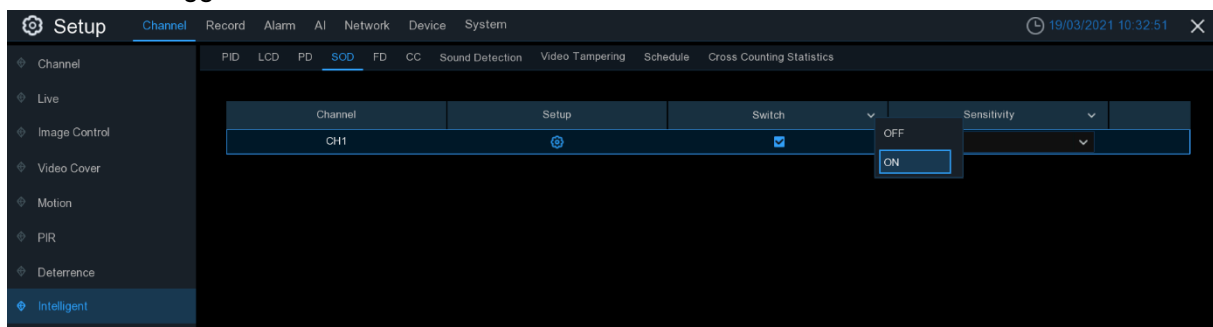 Setup Channel Record Alarm AI Network Device System 19/03/2021 10:32:51
Channel
Live
Image Control
Video Cover
Motion
PIR
Deterrence
Intelligent
PID LCD PD SOD FD CC Sound Detection Video Tampering Schedule Cross Counting Statistics
Channel Setup Switch Sensitivity
CH1
OFF
ON